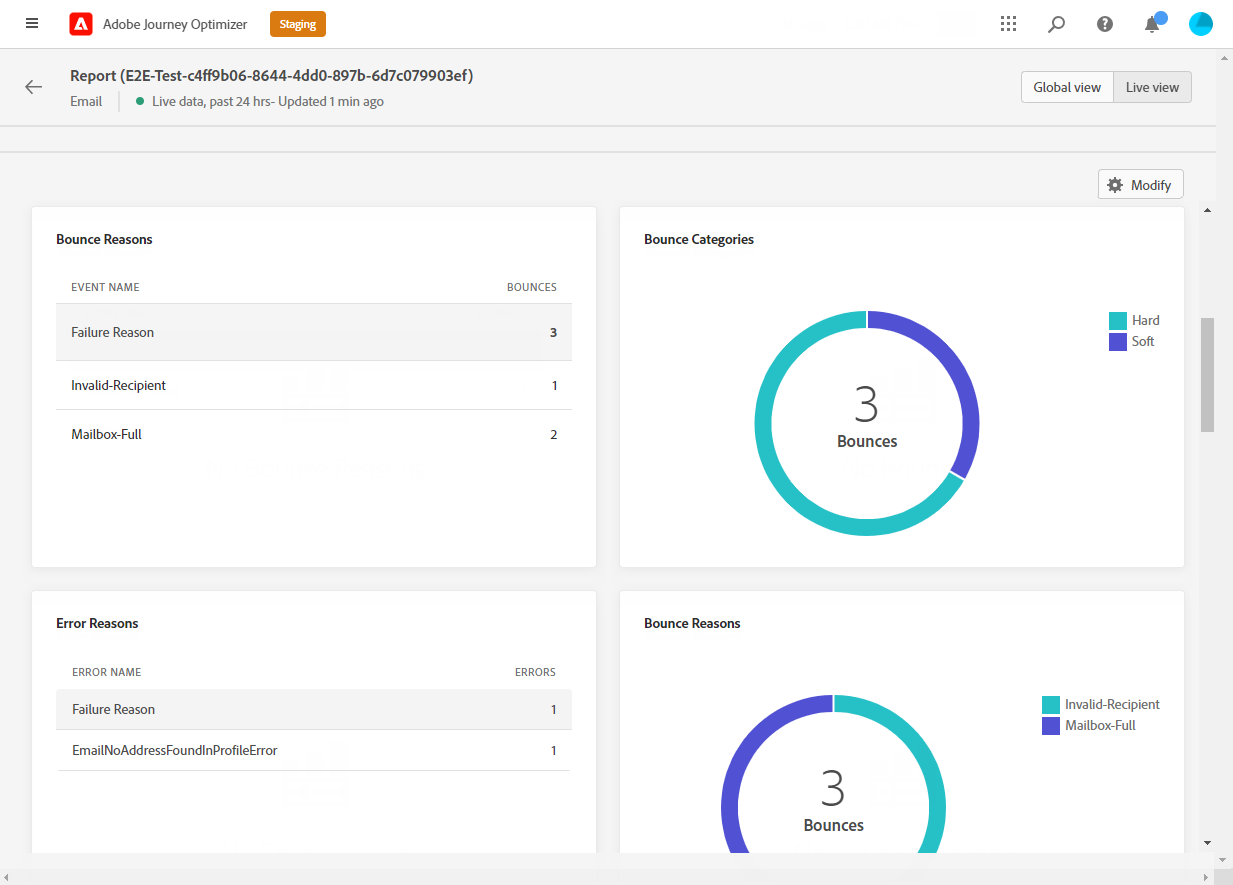 Adobe Journey Optimizer
Staging
Report (E2E-Test-c4ff9b06-8644-4dd0-897b-6d7c079903ef)
Email
Live data, past 24 hrs- Updated 1 min ago
Global view
Live view
Modify
Bounce Reasons
EVENT NAME BOUNCES
Failure Reason 3
Invalid-Recipient 1
Mailbox-Full 2
Bounce Categories
Hard
Soft
3
Bounces
Error Reasons
ERROR NAME ERRORS
Failure Reason 1
EmailNoAddressFoundInProfileError 1
Bounce Reasons
Invalid-Recipient
Mailbox-Full
3
Bounces